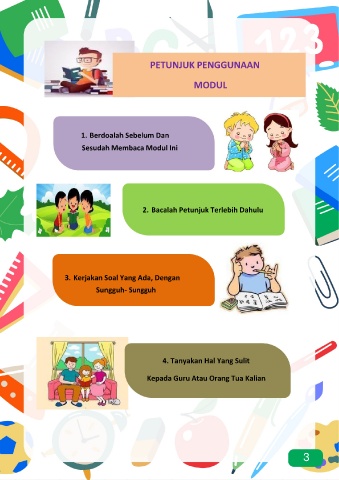 PETUNJUK PENGGUNAAN
MODUL
1. Berdoalah Sebelum Dan
Sesudah Membaca Modul Ini
2. Bacalah Petunjuk Terlebih Dahulu
3. Kerjakan Soal Yang Ada, Dengan
Sungguh- Sungguh
4. Tanyakan Hal Yang Sulit
Kepada Guru Atau Orang Tua Kalian
3